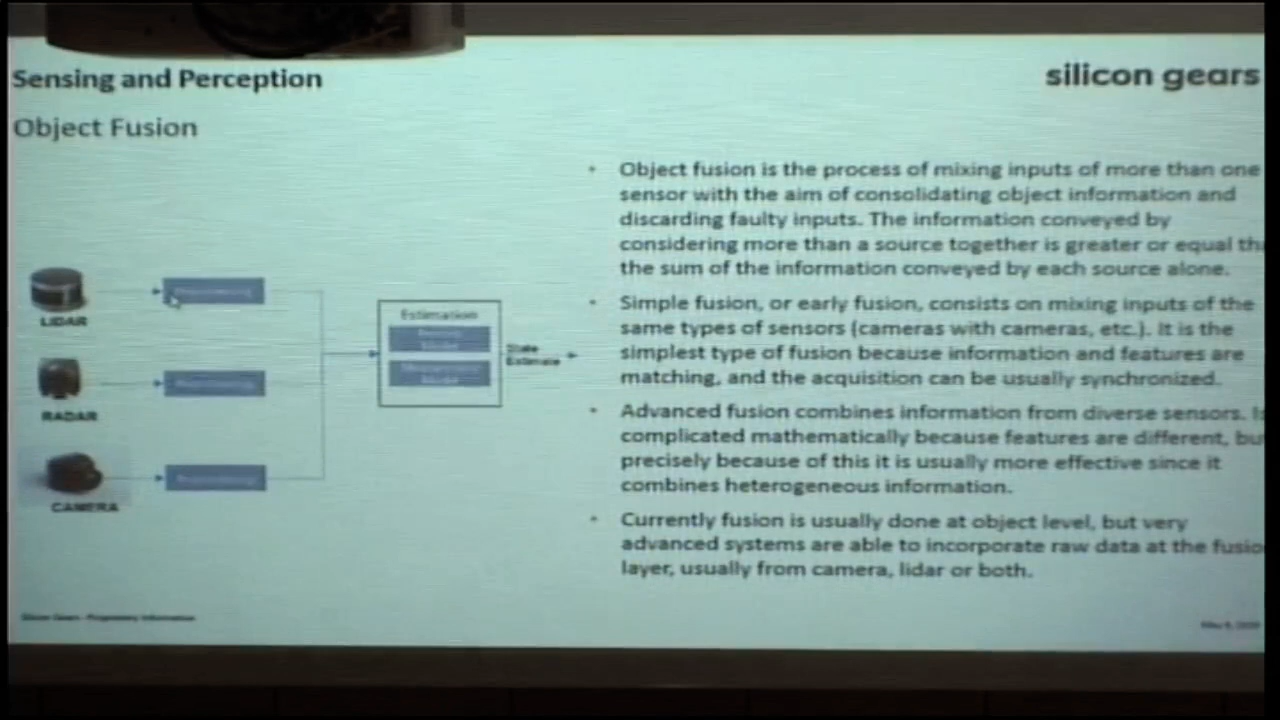 Sensing and Perception
silicon gears
Object Fusion
• Object fusion is the process of mixing inputs of more than one
sensor with the aim of consolidating object information and
discarding faulty inputs. The information conveyed by
considering more than a source together is greater or equal
the sum of the information conveyed by each source alone.
• Simple fusion, or early fusion, consists on mixing inputs of the
same types of sensors (cameras with cameras, etc.). It is the
simplest type of fusion because information and features are
matching, and the acquisition can be usually synchronized.
• Advanced fusion combines information from diverse sensors.
complicated mathematically because features are different,
precisely because of this it is usually more effective since it
combines heterogeneous information.
• Currently fusion is usually done at object level, but very
advanced systems are able to incorporate raw data at the
layer, usually from camera, lidar or both.
LIDAR
RADAR
CAMERA
Estimation
State
Estimate
Silicon Gears - Proprietary Information